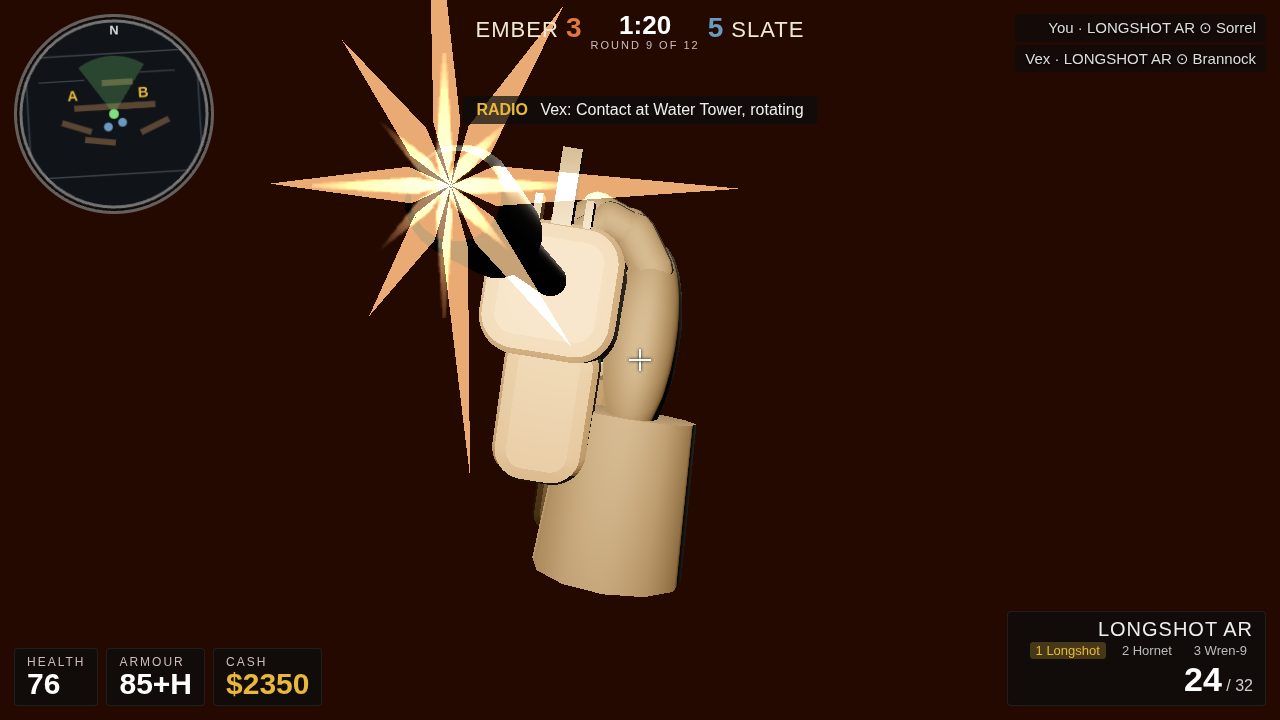 N
A
B
EMBER 3 1:20 5 SLATE
ROUND 9 OF 12
You · LONGSHOT AR ⊙ Sorrel
Vex · LONGSHOT AR ⊙ Brannock
RADIO Vex: Contact at Water Tower, rotating
HEALTH
76
ARMOUR
85+H
CASH
$2350
LONGSHOT AR
1 Longshot 2 Hornet 3 Wren-9
24 / 32